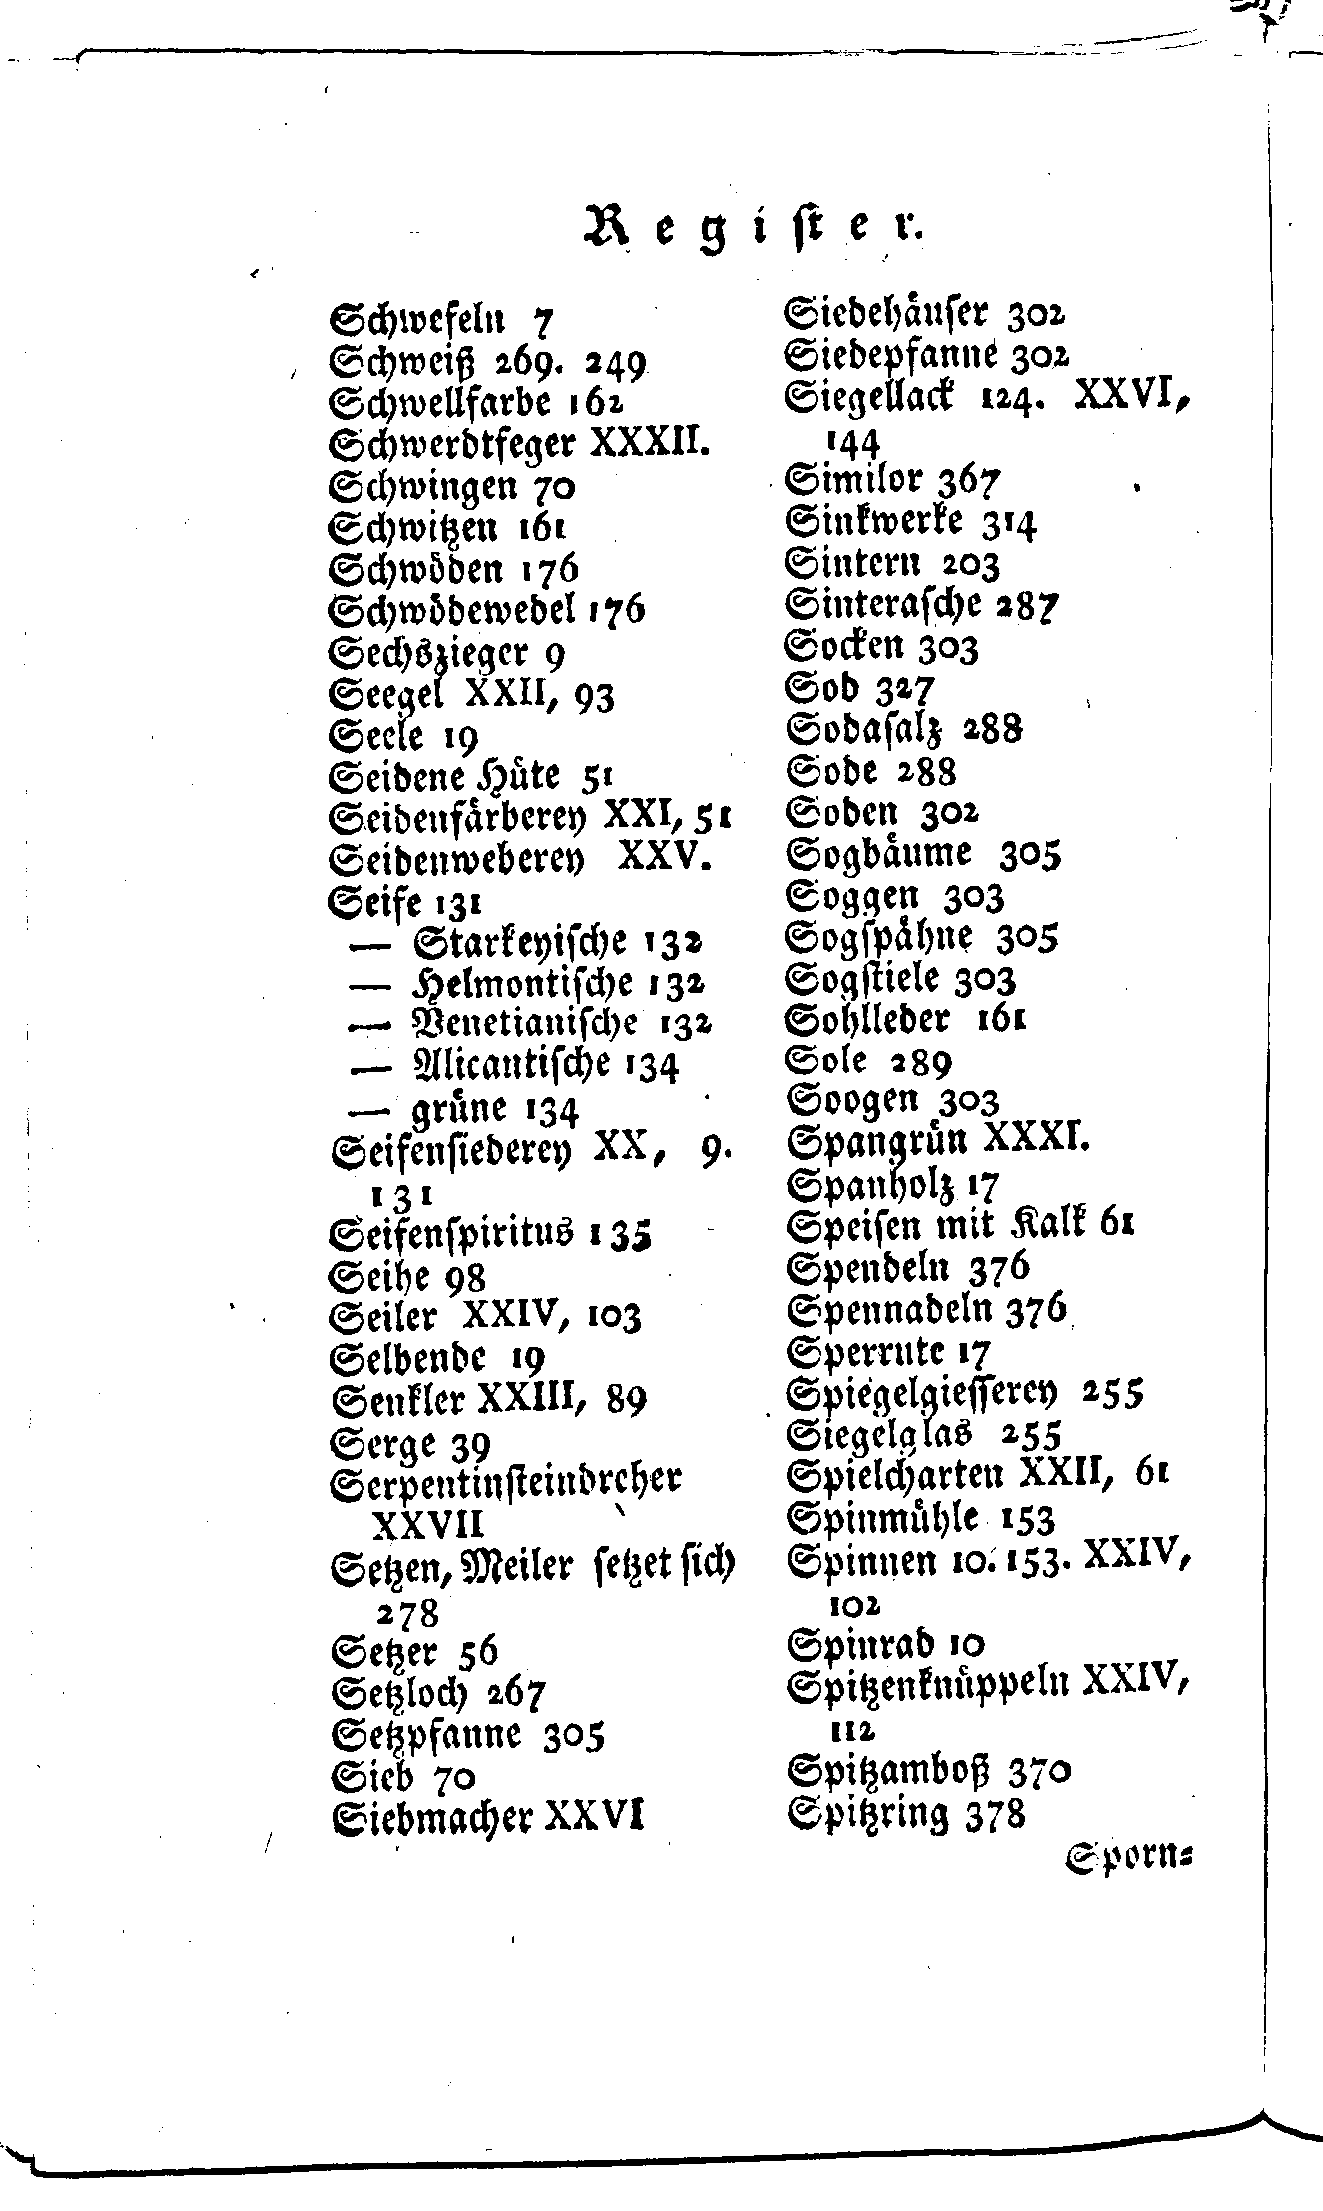 Register.
Schwefeln 7
Schweiß 269. 249
Schwellfarbe 162
Schwerdtfeger XXXII.
Schwingen 70
Schwitzen 161
Schwöden 176
Schwödewedel 176
Sechszieger 9
Seegel XXII, 93
Seele 19
Seidene Hüte 51
Seidenfärberey XXI, 51
Seidenweberey XXV.
Seife 131
— Starkeyische 132
— Helmontische 132
— Venetianische 132
— Alicantische 134
— grüne 134
Seifensiederey XX, 9.
131
Seifenspiritus 135
Seihe 98
Seiler XXIV, 103
Selbende 19
Senkler XXIII, 89
Serge 39
Serpentinsteindreher
XXVII
Setzen, Meiler setzet sich
278
Setzer 56
Setzloch 267
Setzpfanne 305
Sieb 70
Siebmacher XXVI
Siedehäuser 302
Siedepfanne 302
Siegellack 124. XXVI,
144
Similor 367
Sinkwerke 314
Sintern 203
Sinterasche 287
Socken 303
Sod 327
Sodasalz 288
Sode 288
Soden 302
Sogbäume 305
Soggen 303
Sogspähne 305
Sogstiele 303
Sohlleder 161
Sole 289
Soogen 303
Spangrün XXXI.
Spanholz 17
Speisen mit Kalk 61
Spendeln 376
Spennadeln 376
Sperrute 17
Spiegelgiesserey 255
Siegelglas 255
Spielcharten XXII, 61
Spinmühle 153
Spinnen 10. 153. XXIV,
102
Spinrad 10
Spitzenknüppeln XXIV,
112
Spitzamboß 370
Spitzring 378
Sporn=